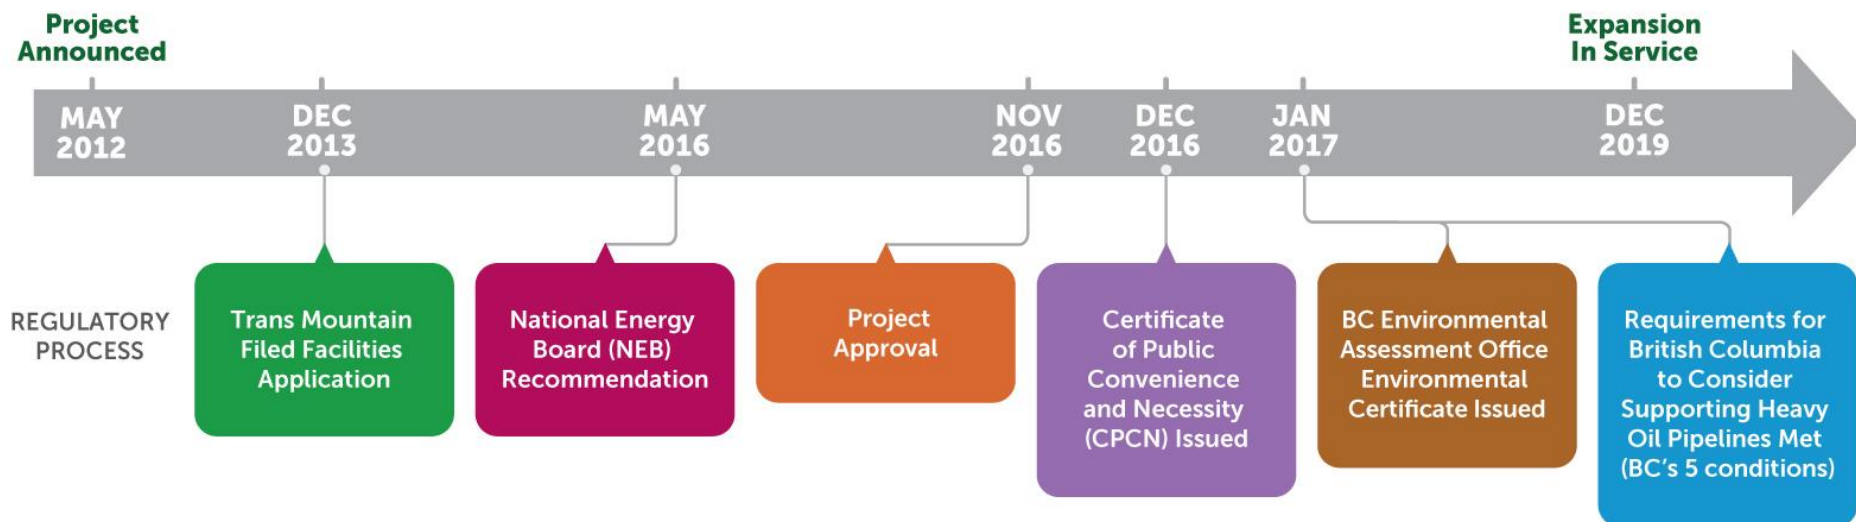 Project
Announced
Expansion
In Service
MAY
2012
DEC
2013
MAY
2016
NOV
2016
DEC
2016
JAN
2017
DEC
2019
REGULATORY
PROCESS
Trans Mountain
Filed Facilities
Application
National Energy
Board (NEB)
Recommendation
Project
Approval
Certificate
of Public
Convenience
and Necessity
(CPCN) Issued
BC Environmental
Assessment Office
Environmental
Certificate Issued
Requirements for
British Columbia
to Consider
Supporting Heavy
Oil Pipelines Met
(BC’s 5 conditions)